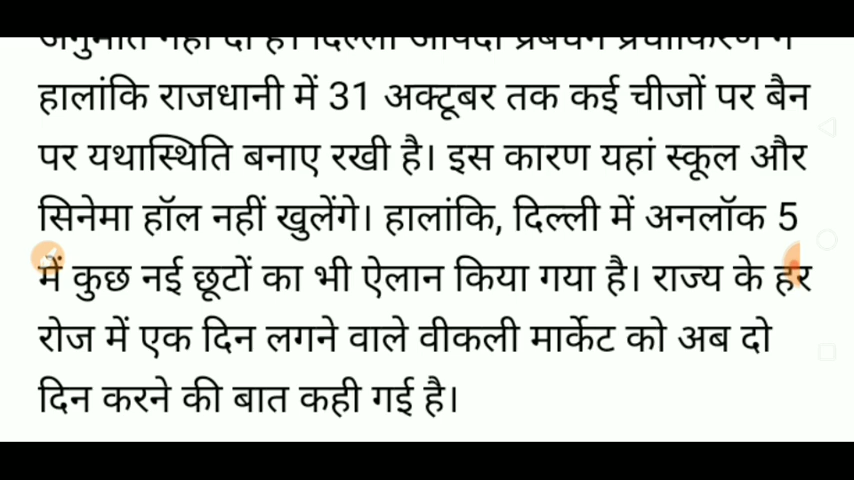 हालांकि राजधानी में 31 अक्टूबर तक कई चीजों पर बैन
पर यथास्थिति बनाए रखी है। इस कारण यहां स्कूल और
सिनेमा हॉल नहीं खुलेंगे। हालांकि, दिल्ली में अनलॉक 5
में कुछ नई छूटों का भी ऐलान किया गया है। राज्य के हर
रोज में एक दिन लगने वाले वीकली मार्केट को अब दो
दिन करने की बात कही गई है।